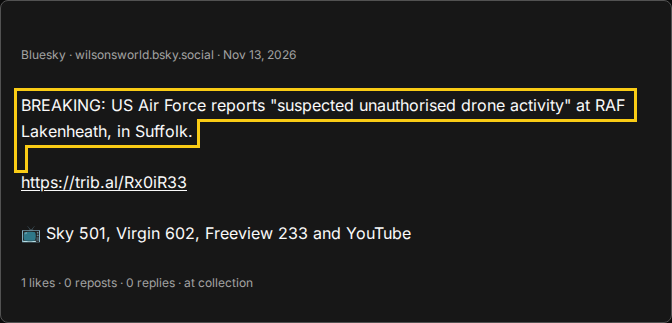 Bluesky · wilsonsworld.bsky.social · Nov 13, 2026
BREAKING: US Air Force reports "suspected unauthorised drone activity" at RAF
Lakenheath, in Suffolk.
https://trib.al/Rx0iR33
📺 Sky 501, Virgin 602, Freeview 233 and YouTube
1 likes · 0 reposts · 0 replies · at collection